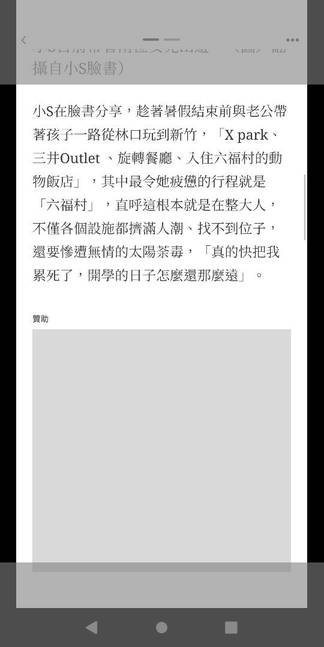 攝自小S臉書）
小S在臉書分享，趁著暑假結束前與老公帶
著孩子一路從林口玩到新竹，「X park、
三井Outlet 、旋轉餐廳、入住六福村的動
物飯店」，其中最令她疲憊的行程就是
「六福村」，直呼這根本就是在整大人，
不僅各個設施都擠滿人潮、找不到位子，
還要慘遭無情的太陽荼毒，「真的快把我
累死了，開學的日子怎麼還那麼遠」。
贊助